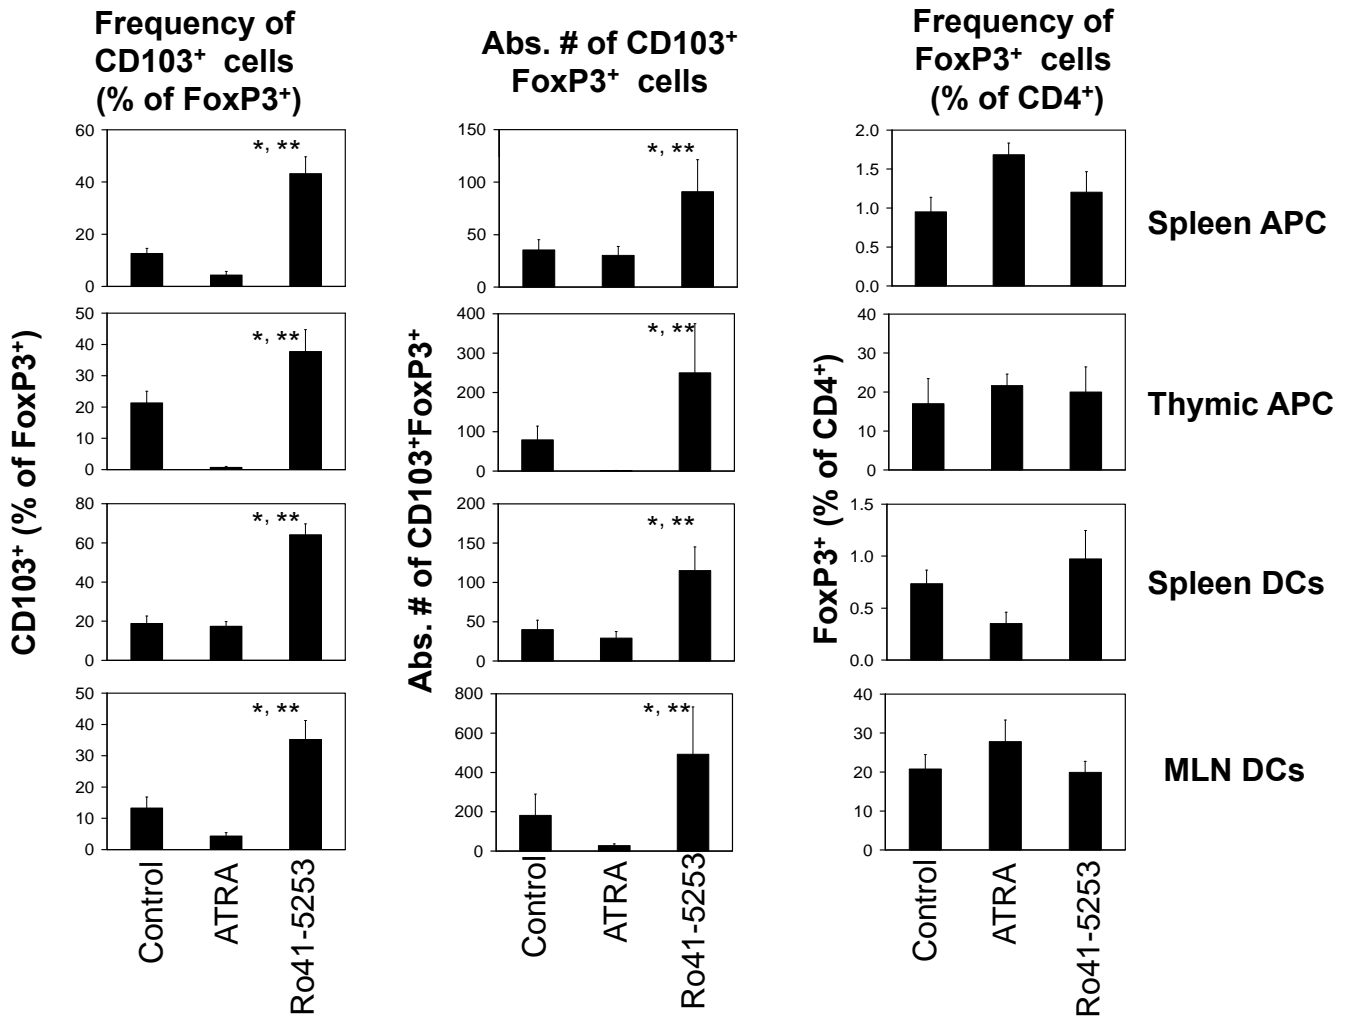 Frequency of
CD103⁺ cells
(% of FoxP3⁺)
Abs. # of CD103⁺
FoxP3⁺ cells
Frequency of
FoxP3⁺ cells
(% of CD4⁺)
CD103⁺ (% of FoxP3⁺)
Abs. # of CD103⁺FoxP3⁺
FoxP3⁺ (% of CD4⁺)
60
40
20
0
*, **
150
100
50
0
*, **
2.0
1.5
1.0
0.5
0.0
Spleen APC
50
40
30
20
10
0
*, **
400
300
200
100
0
*, **
40
30
20
10
0
Thymic APC
80
60
40
20
0
*, **
200
150
100
50
0
*, **
1.5
1.0
0.5
0.0
Spleen DCs
50
40
30
20
10
0
*, **
800
600
400
200
0
*, **
40
30
20
10
0
MLN DCs
Control
ATRA
Ro41-5253
Control
ATRA
Ro41-5253
Control
ATRA
Ro41-5253